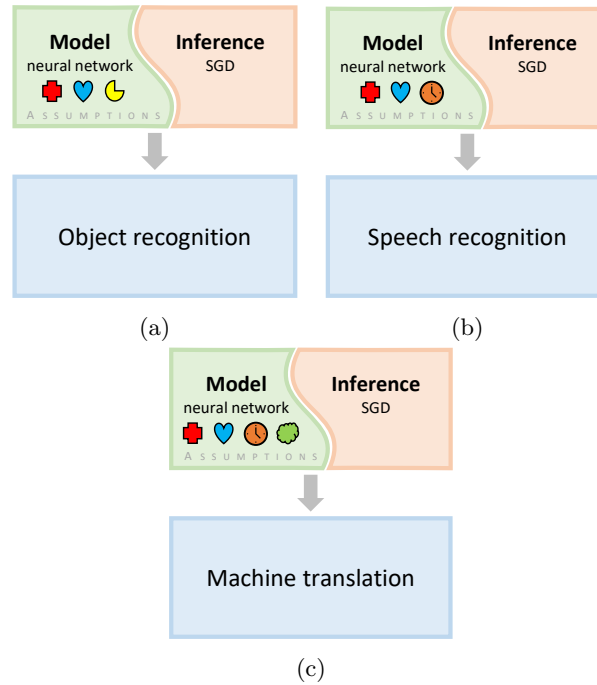 Model
neural network
ASSUMPTIONS
Inference
SGD
Object recognition
(a)
Model
neural network
ASSUMPTIONS
Inference
SGD
Speech recognition
(b)
Model
neural network
ASSUMPTIONS
Inference
SGD
Machine translation
(c)